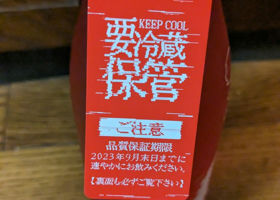 KEEP COOL
要冷蔵
保管
ご注意
品質保証期限
2023年9月末日までに
速やかにお飲みください。
【裏面も必ずご覧下さい】